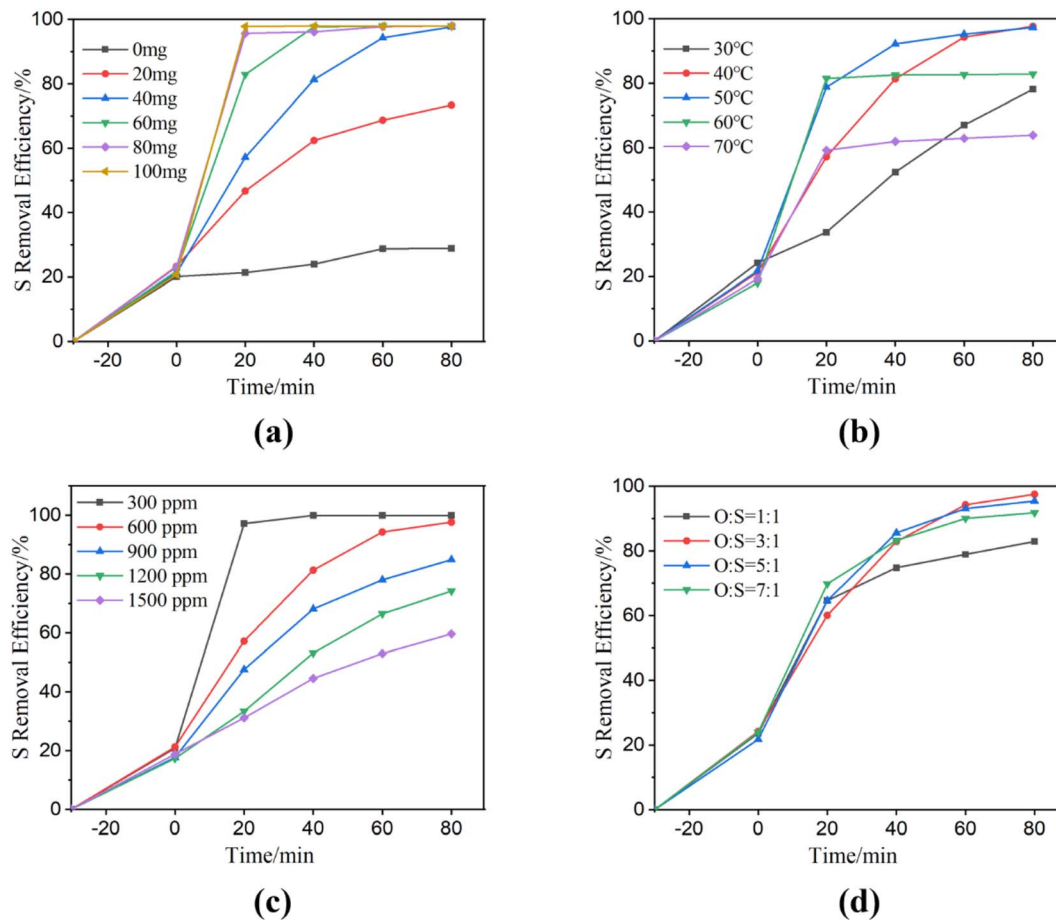 100
80
60
40
20
0
S Removal Efficiency/%
0mg
20mg
40mg
60mg
80mg
100mg
-20 0 20 40 60 80
Time/min
(a)
100
80
60
40
20
0
S Removal Efficiency/%
30°C
40°C
50°C
60°C
70°C
-20 0 20 40 60 80
Time/min
(b)
100
80
60
40
20
0
S Removal Efficiency/%
300 ppm
600 ppm
900 ppm
1200 ppm
1500 ppm
-20 0 20 40 60 80
Time/min
(c)
100
80
60
40
20
0
S Removal Efficiency/%
O:S=1:1
O:S=3:1
O:S=5:1
O:S=7:1
-20 0 20 40 60 80
Time/min
(d)